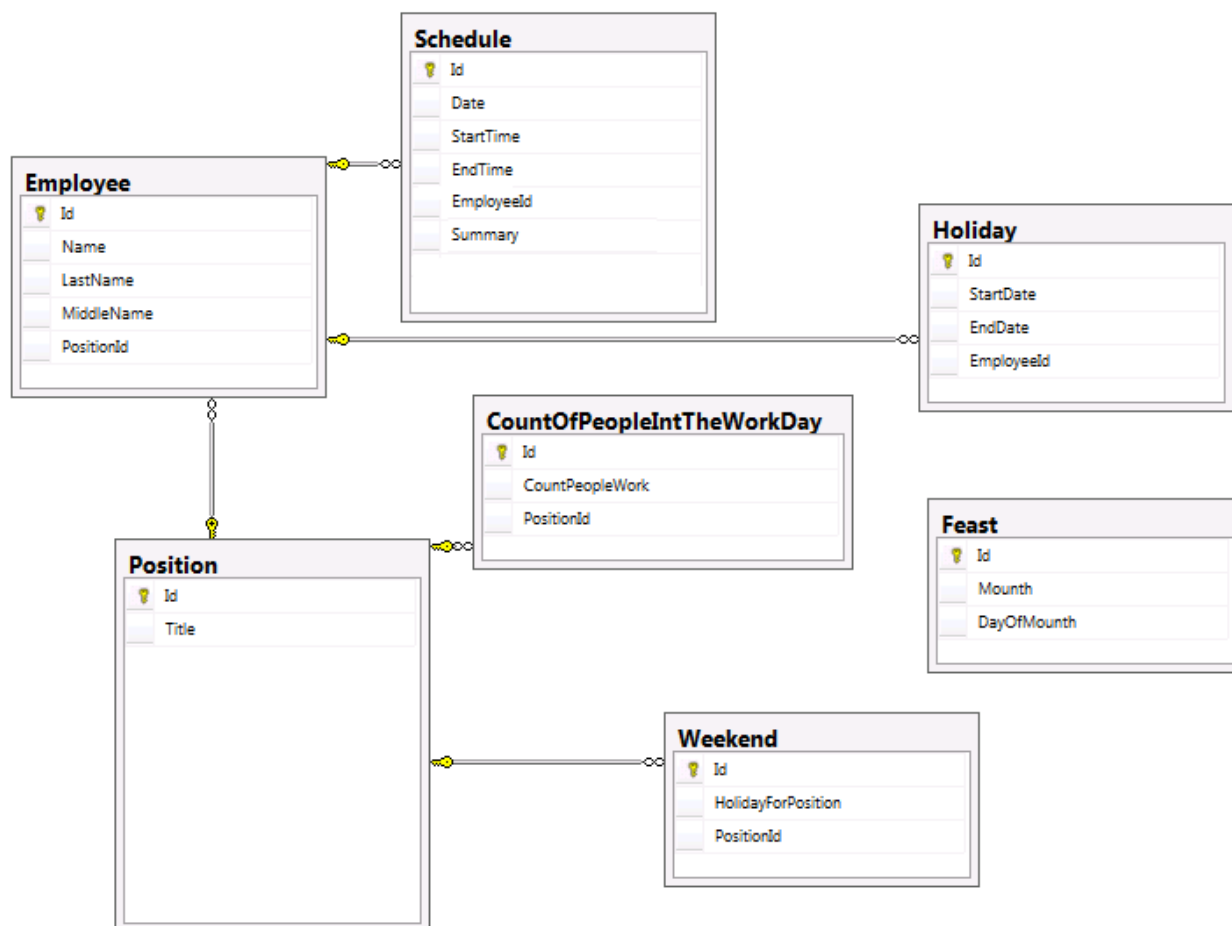 Schedule
Id
Date
StartTime
EndTime
EmployeeId
Summary
Employee
Id
Name
LastName
MiddleName
PositionId
Holiday
Id
StartDate
EndDate
EmployeeId
CountOfPeopleIntTheWorkDay
Id
CountPeopleWork
PositionId
Feast
Id
Mounth
DayOfMounth
Position
Id
Title
Weekend
Id
HolidayForPosition
PositionId